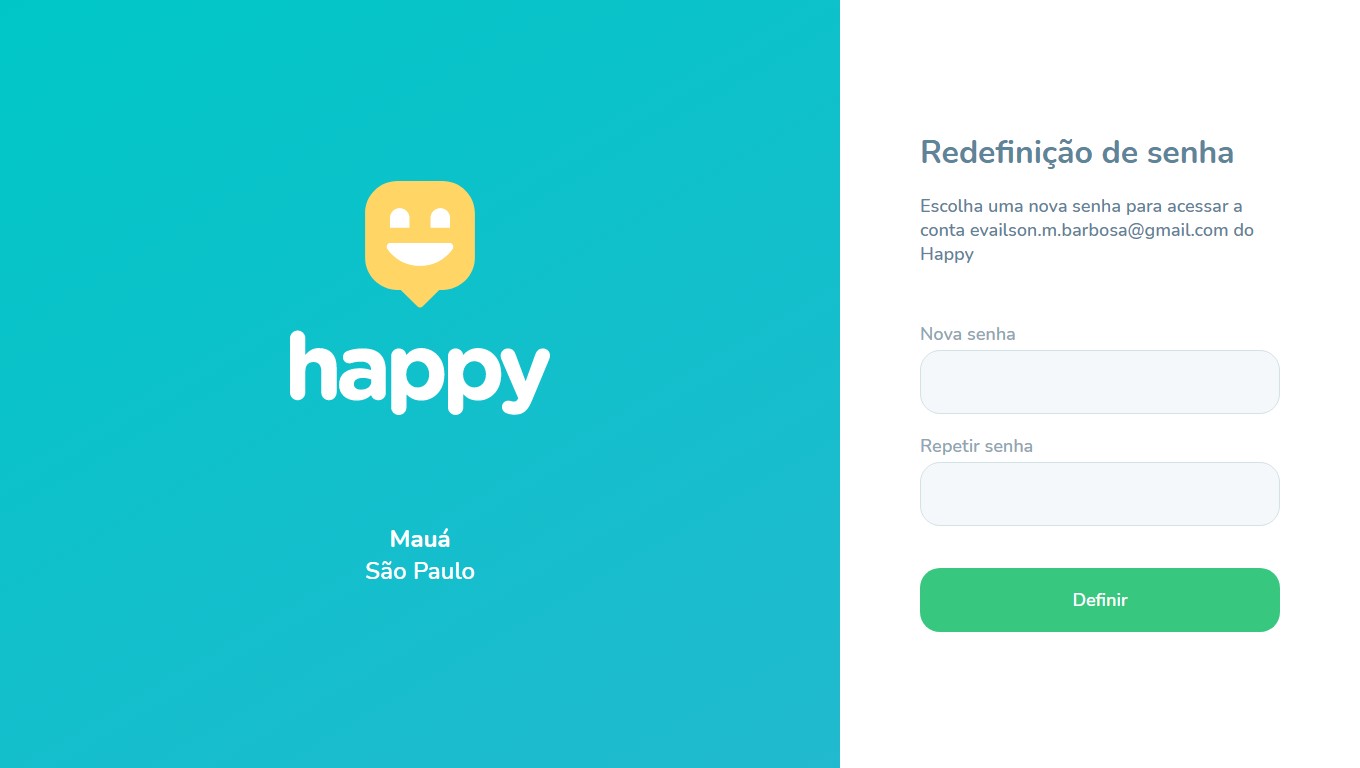 happy
Mauá
São Paulo
Redefinição de senha
Escolha uma nova senha para acessar a
conta evailson.m.barbosa@gmail.com do
Happy
Nova senha
Repetir senha
Definir